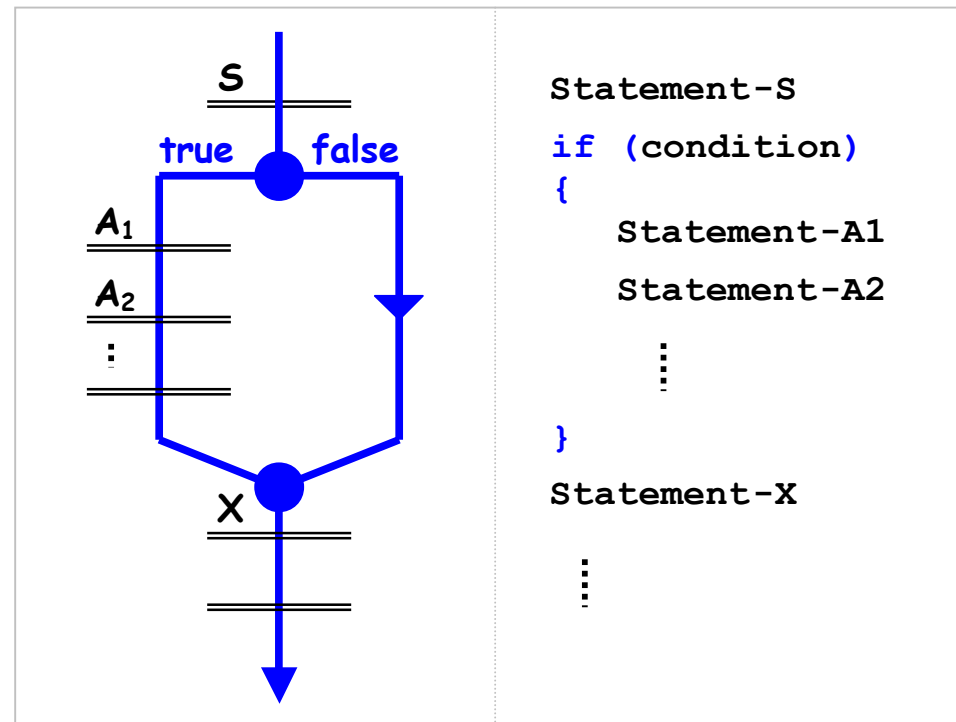 S
true false
A₁
A₂
X
Statement-S
if (condition)
{
Statement-A1
Statement-A2
}
Statement-X